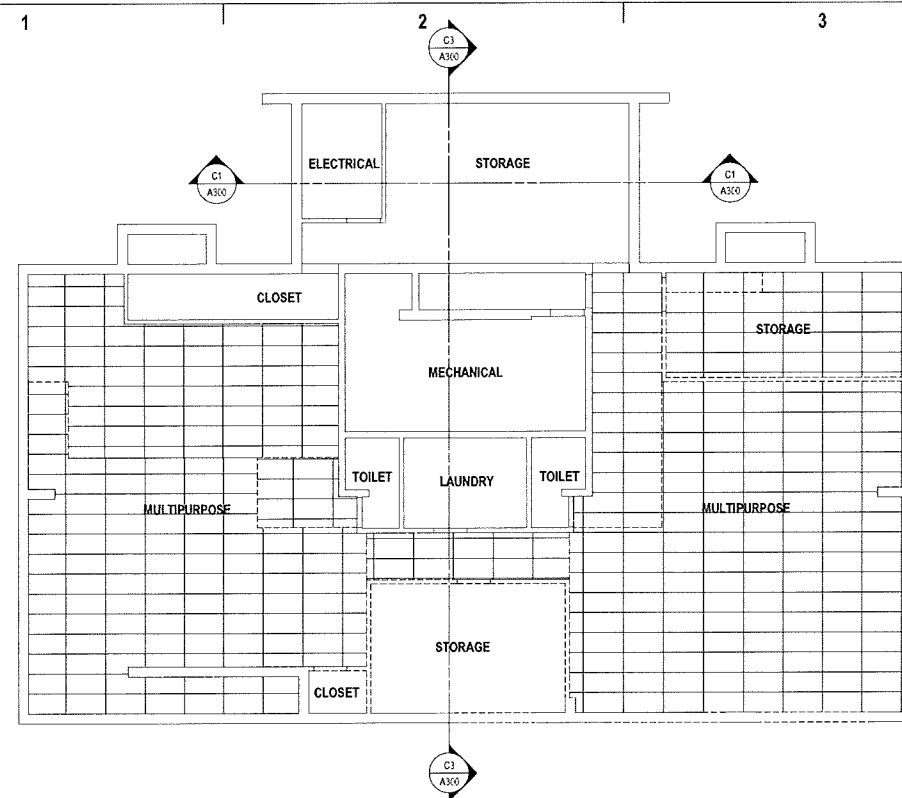 1
2
3
C3
A300
ELECTRICAL
STORAGE
C1
A300
C1
A300
CLOSET
STORAGE
MECHANICAL
TOILET
LAUNDRY
TOILET
MULTIPURPOSE
MULTIPURPOSE
STORAGE
CLOSET
C3
A300